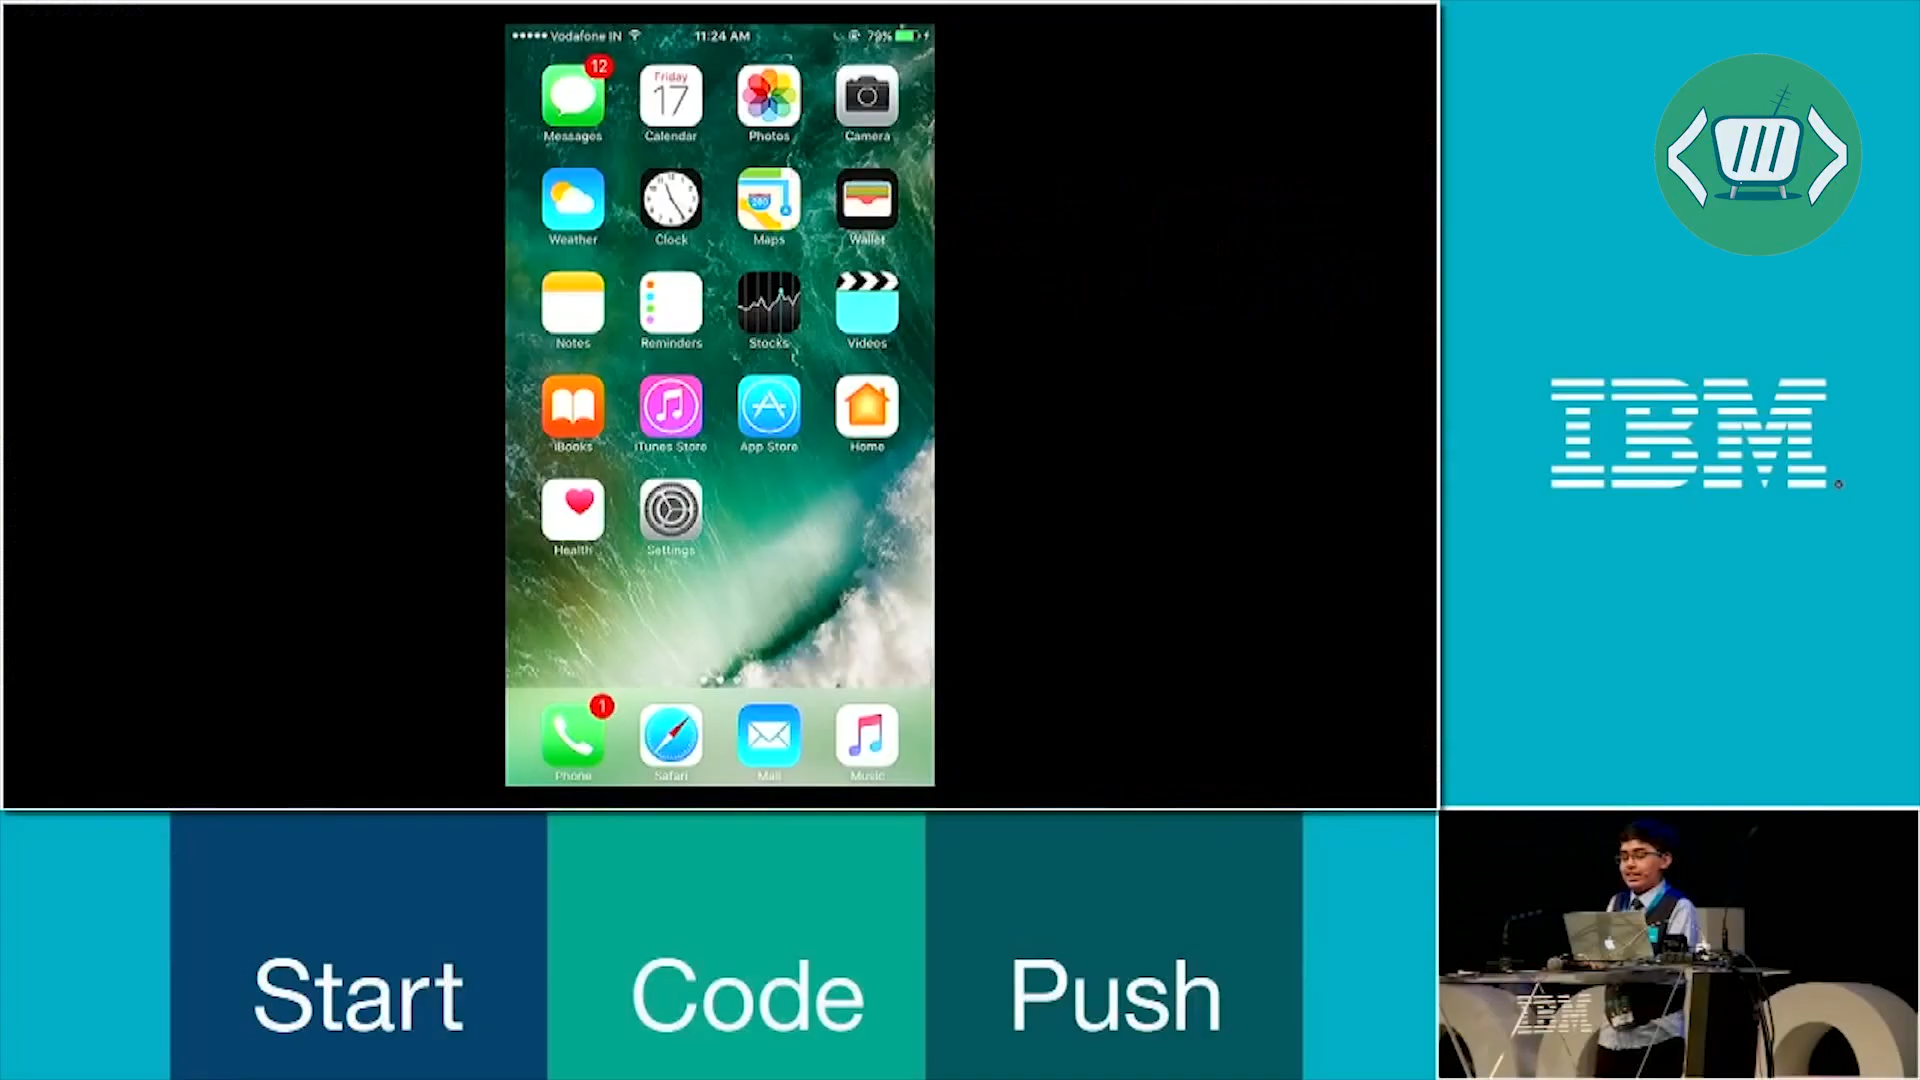 Vodafone IN 11:24 AM 79%
12
Friday
17
Messages Calendar Photos Camera
280
Weather Clock Maps Wallet
Notes Reminders Stocks Videos
iBooks iTunes Store App Store Home
Health Settings
1
Phone Safari Mail Music
IBM
Start Code Push
IBM